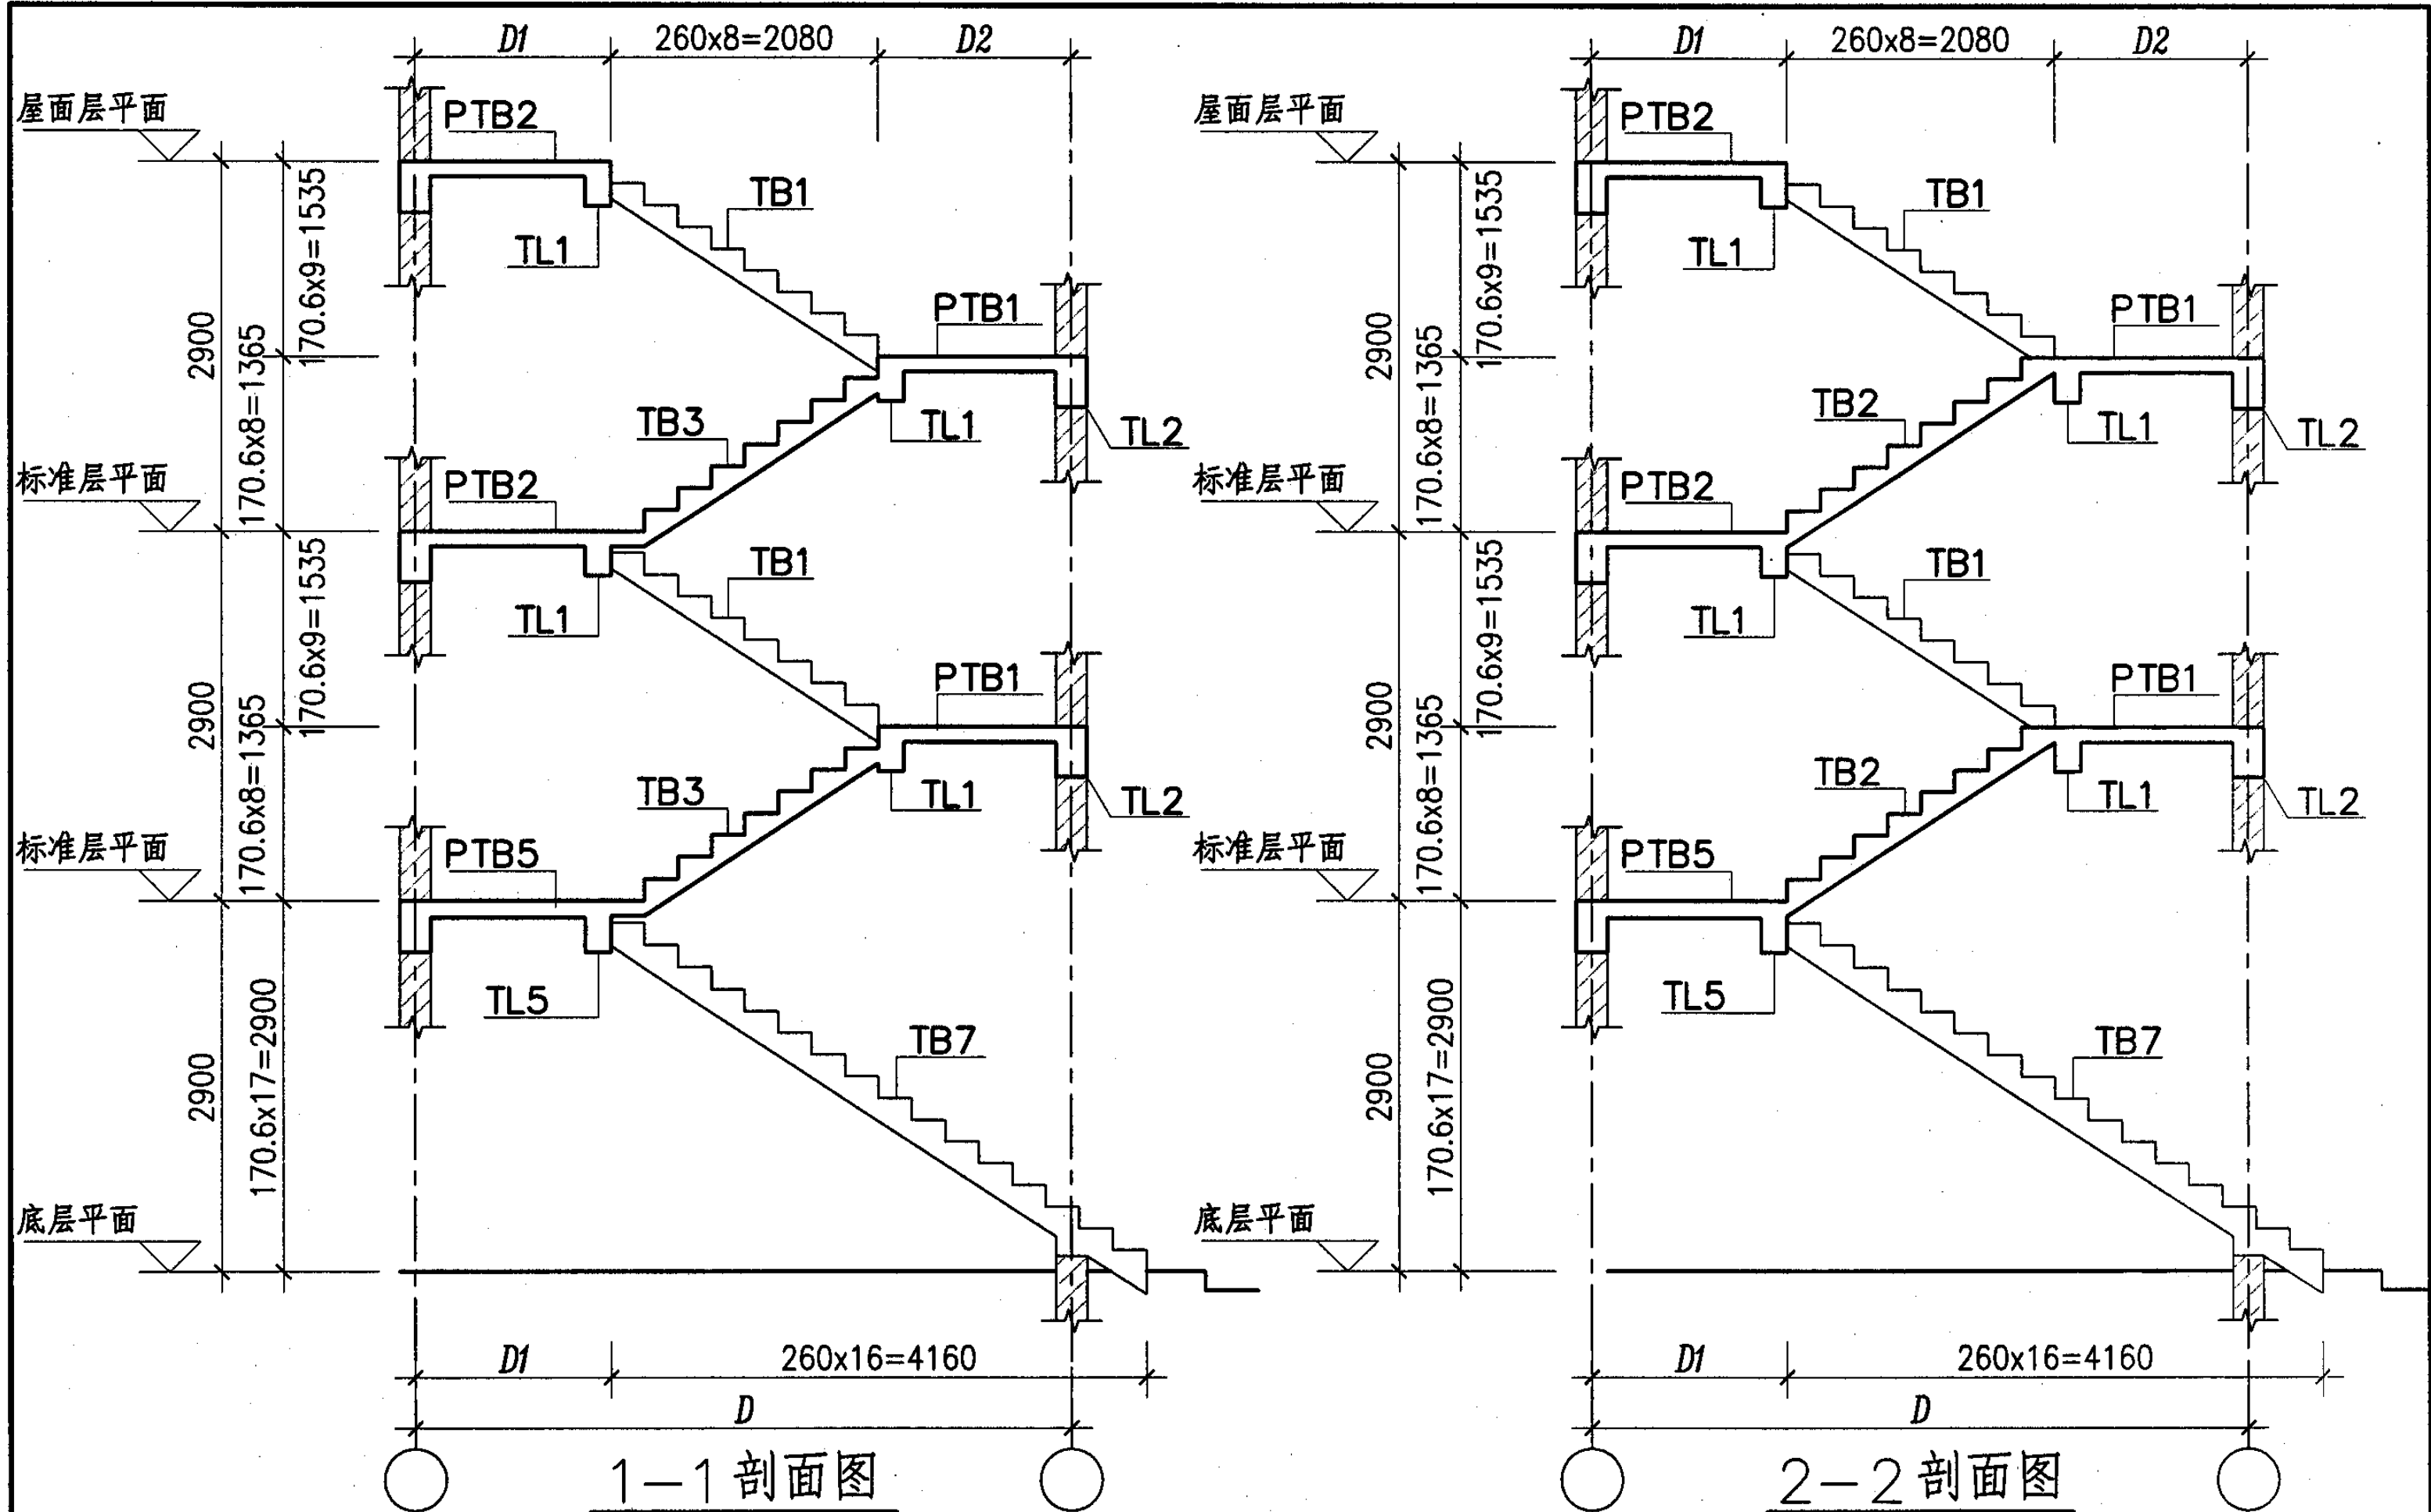 D1 260x8=2080 D2
屋面层平面
PTB2
TB1
TL1
170.6x9=1535
2900
170.6x8=1365
PTB1
TB3
TL1
TL2
标准层平面
PTB2
TB1
TL1
170.6x9=1535
2900
170.6x8=1365
PTB1
TB3
TL1
TL2
标准层平面
PTB5
TL5
2900
170.6x17=2900
TB7
底层平面
D1 260x16=4160
D
1-1剖面图
D1 260x8=2080 D2
屋面层平面
PTB2
TB1
TL1
170.6x9=1535
2900
170.6x8=1365
PTB1
TB2
TL1
TL2
标准层平面
PTB2
TB1
TL1
170.6x9=1535
2900
170.6x8=1365
PTB1
TB2
TL1
TL2
标准层平面
PTB5
TL5
2900
170.6x17=2900
TB7
底层平面
D1 260x16=4160
D
2-2剖面图